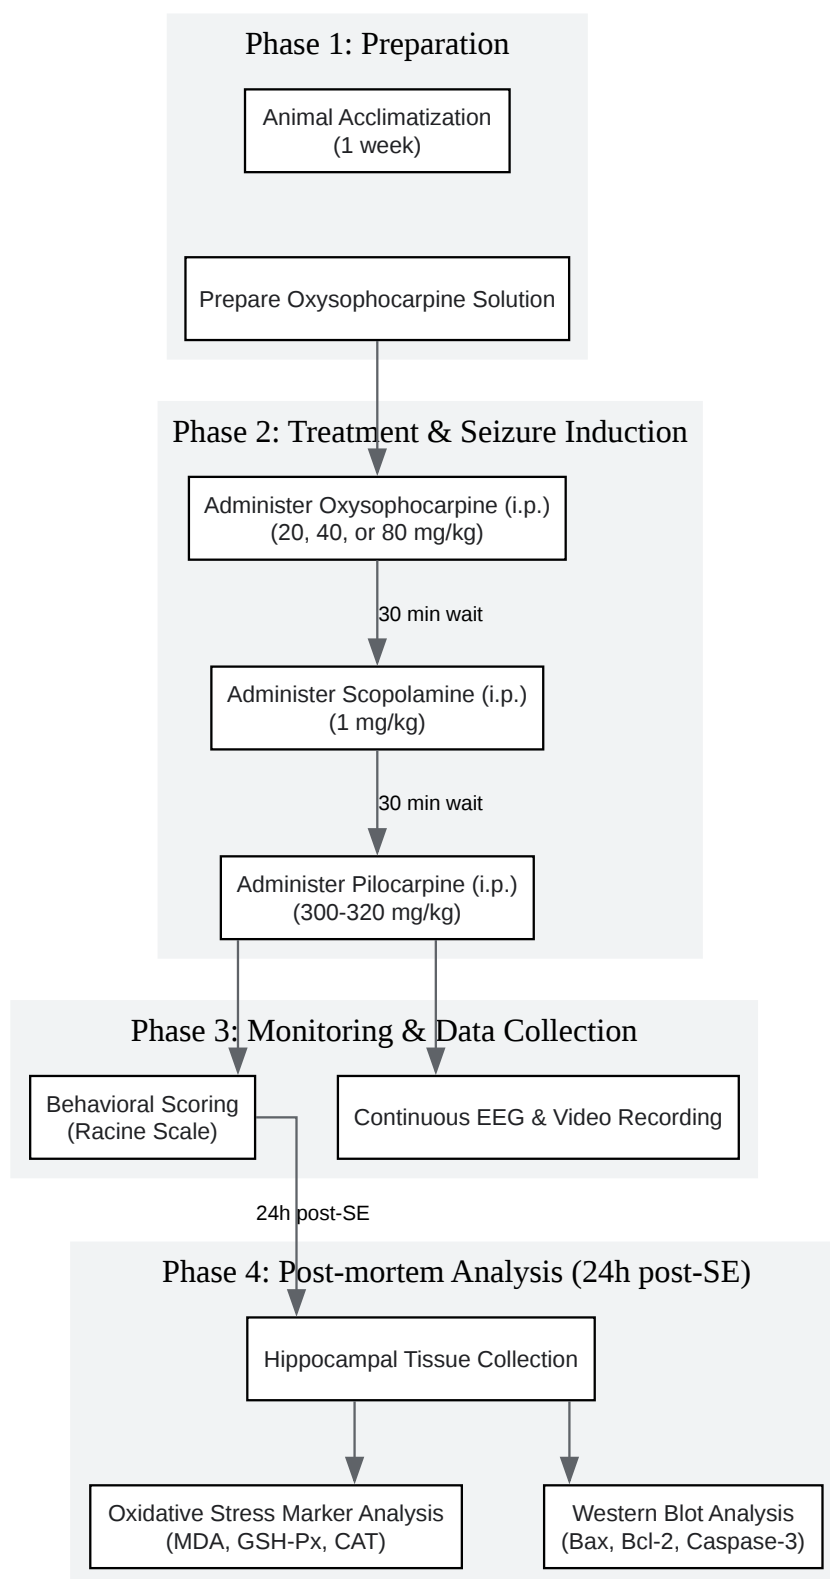 Phase 1: Preparation
Animal Acclimatization
(1 week)
Prepare Oxysophocarpine Solution
Phase 2: Treatment & Seizure Induction
Administer Oxysophocarpine (i.p.)
(20, 40, or 80 mg/kg)
30 min wait
Administer Scopolamine (i.p.)
(1 mg/kg)
30 min wait
Administer Pilocarpine (i.p.)
(300-320 mg/kg)
Phase 3: Monitoring & Data Collection
Behavioral Scoring
(Racine Scale)
Continuous EEG & Video Recording
24h post-SE
Phase 4: Post-mortem Analysis (24h post-SE)
Hippocampal Tissue Collection
Oxidative Stress Marker Analysis
(MDA, GSH-Px, CAT)
Western Blot Analysis
(Bax, Bcl-2, Caspase-3)